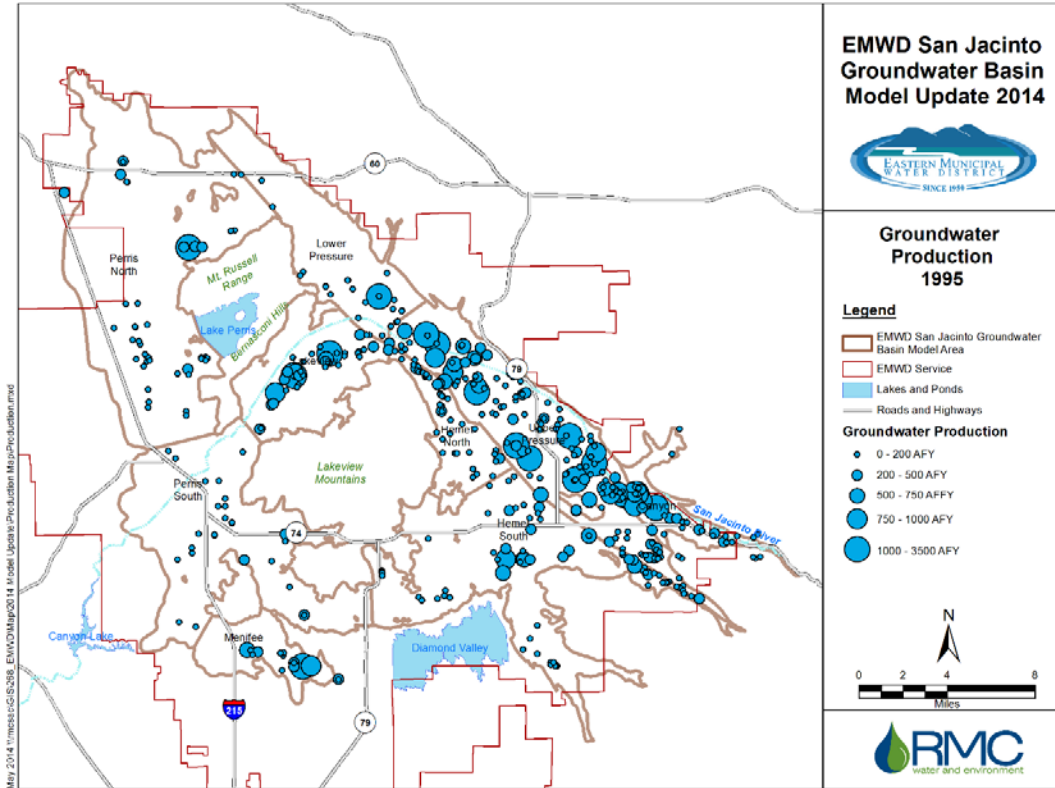 EMWD San Jacinto
Groundwater Basin
Model Update 2014
EASTERN MUNICIPAL
WATER DISTRICT
SINCE 1950
Groundwater
Production
1995
Legend
EMWD San Jacinto Groundwater
Basin Model Area
EMWD Service
Lakes and Ponds
Roads and Highways
Groundwater Production
0 - 200 AFY
200 - 500 AFY
500 - 750 AFFY
750 - 1000 AFY
1000 - 3500 AFY
N
0 2 4 8
Miles
RMC
water and environment
60
Lower
Pressure
Perris
North
Mt. Russell
Range
Lake Perris
Bernasconi Hills
79
Hemet
North
Upper
Pressure
Lakeview
Mountains
Perris
South
74
Hemet
South
San Jacinto River
Canyon Lake
Menifee
Diamond Valley
215
79